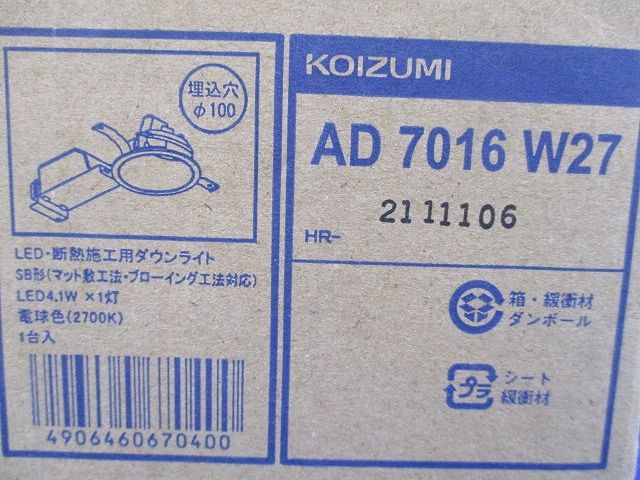 埋込穴
φ100
LED・断熱施工用ダウンライト
SB形(マット敷工法・ブローイング工法対応)
LED4.1W ×1灯
電球色(2700K)
1台入
4906460670400
KOIZUMI
AD 7016 W27
2111106
HR-
箱・緩衝材
ダンボール
プラ
シート
緩衝材